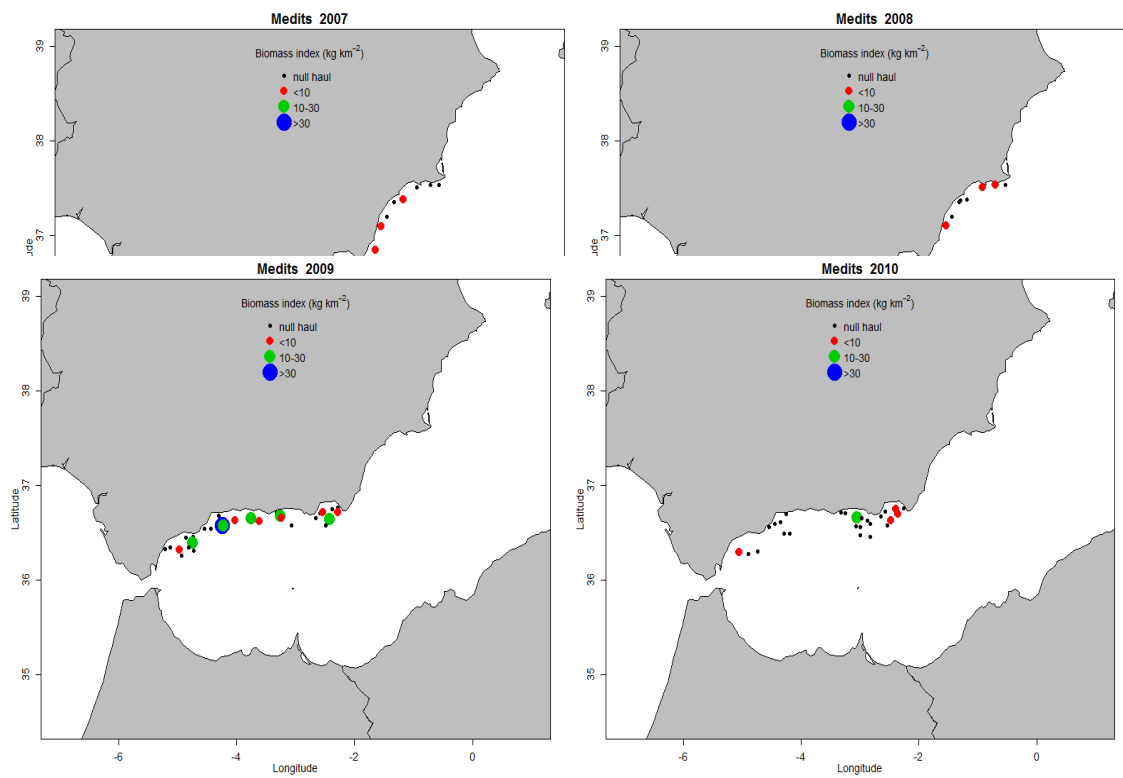 Medits 2007
Biomass index (kg km−2)
null haul
<10
10-30
>30
39
38
37
ude
Medits 2008
Biomass index (kg km−2)
null haul
<10
10-30
>30
39
38
37
ude
Medits 2009
Biomass index (kg km−2)
null haul
<10
10-30
>30
39
38
37
36
35
Latitude
-6 -4 -2 0
Longitude
Medits 2010
Biomass index (kg km−2)
null haul
<10
10-30
>30
39
38
37
36
35
Latitude
-6 -4 -2 0
Longitude